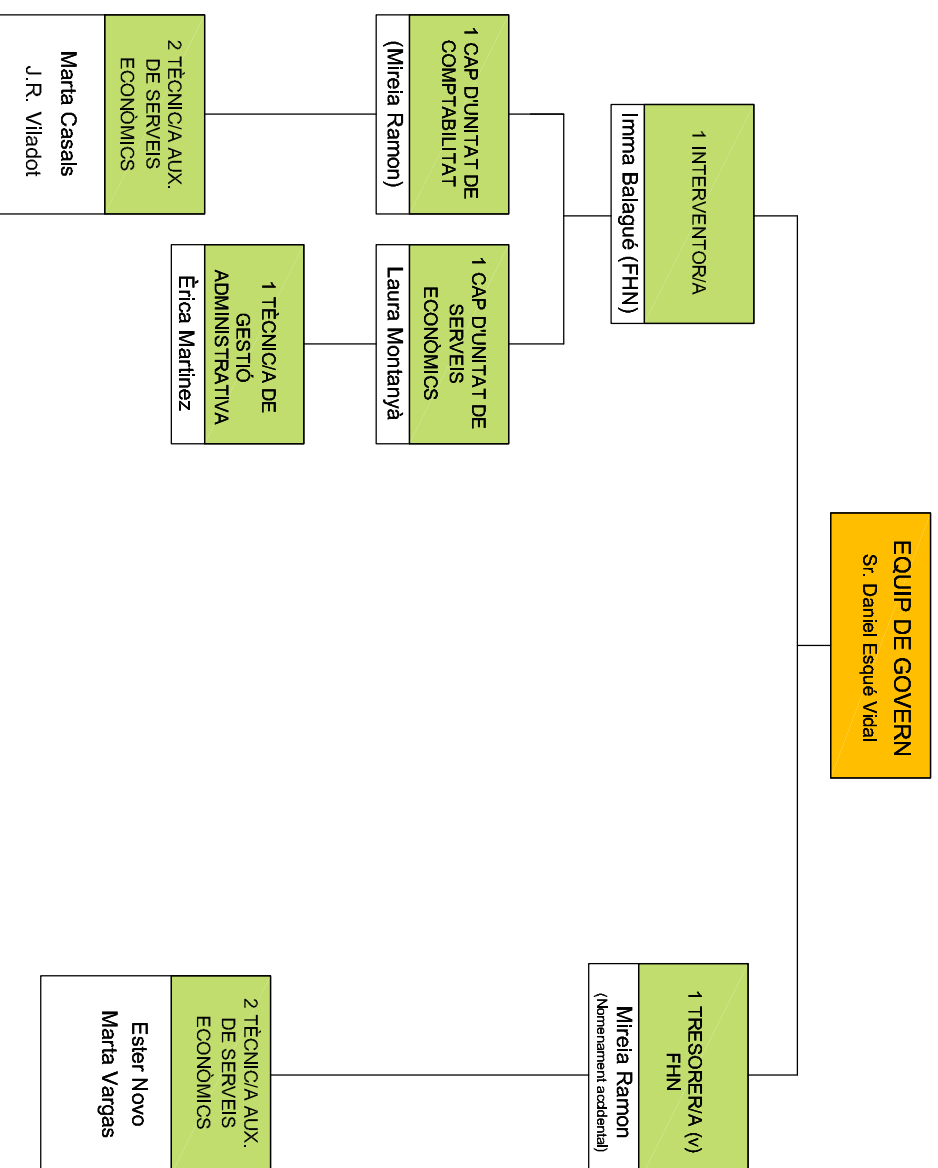 EQUIP DE GOVERN
Sr. Daniel Esqué Vidal
1 INTERVENTOR/A
Imma Balagué (FHN)
1 TRESORER/A (v)
FHN
Mireia Ramon
(Nomenament accidental)
1 CAP D'UNITAT DE
COMPTABILITAT
(Mireia Ramon)
1 CAP D'UNITAT DE
SERVEIS
ECONÒMICS
Laura Montanyà
2 TÈCNIC/A AUX.
DE SERVEIS
ECONÒMICS
Marta Casals
J.R. Viladot
1 TÈCNIC/A DE
GESTIÓ
ADMINISTRATIVA
Èrica Martinez
2 TÈCNIC/A AUX.
DE SERVEIS
ECONÒMICS
Ester Novo
Marta Vargas